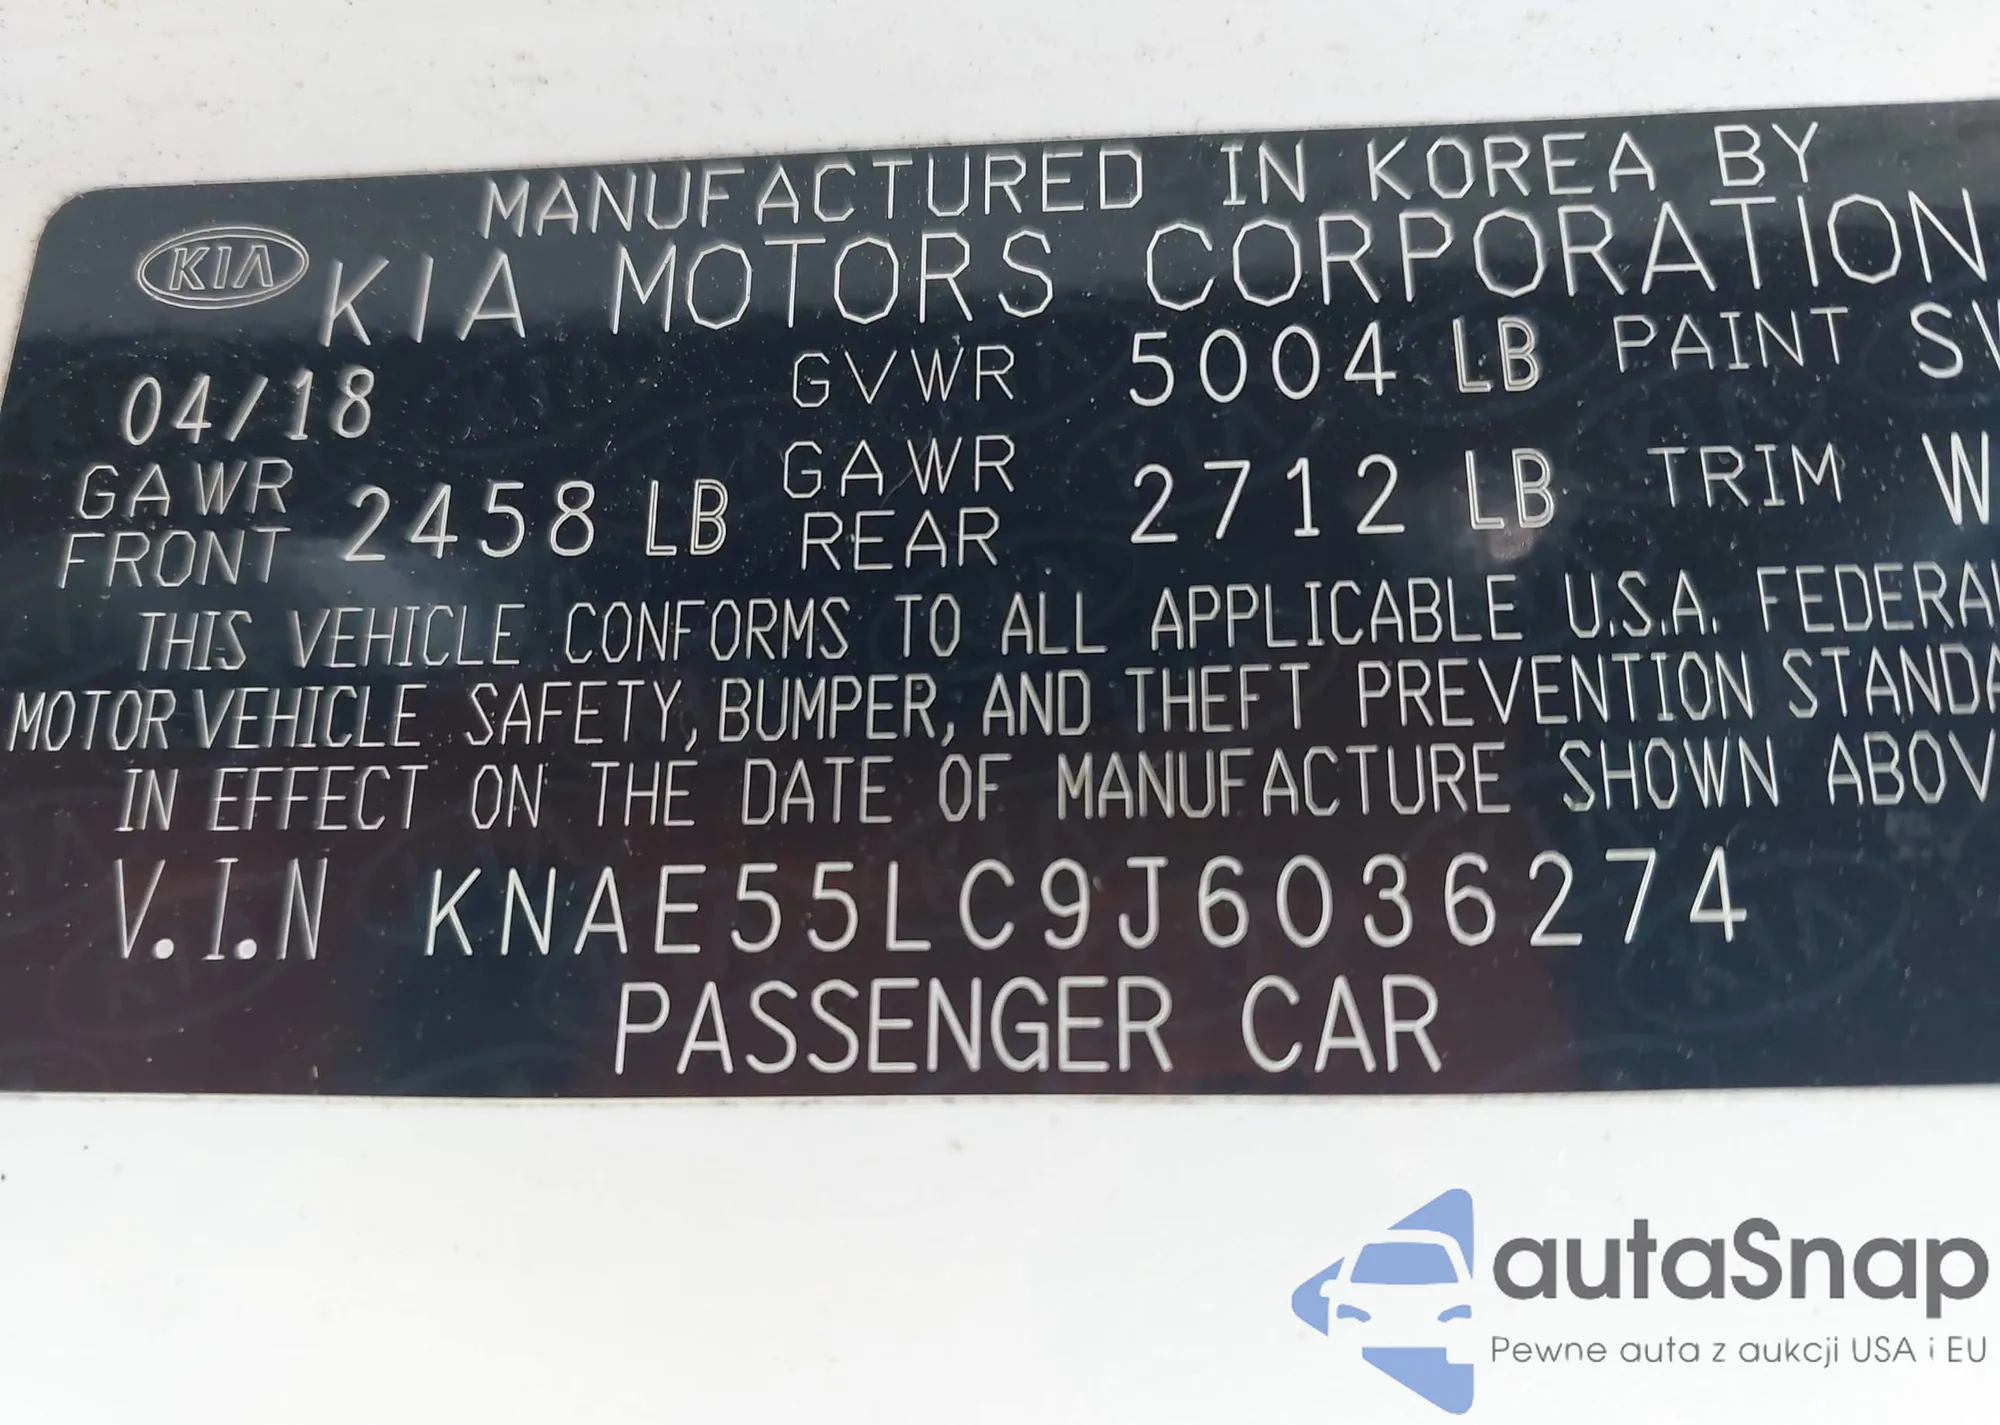 MANUFACTURED IN KOREA BY
KIA KIA MOTORS CORPORATION
04/18 GVWR 5004 LB PAINT
GAWR FRONT 2458 LB GAWR REAR 2712 LB TRIM W
THIS VEHICLE CONFORMS TO ALL APPLICABLE U.S.A. FEDERAL
MOTOR VEHICLE SAFETY, BUMPER, AND THEFT PREVENTION STANDA
IN EFFECT ON THE DATE OF MANUFACTURE SHOWN ABOV
V.I.N KNAE55LC9J6036274
PASSENGER CAR
autaSnap
Pewne auta z aukcji USA i EU